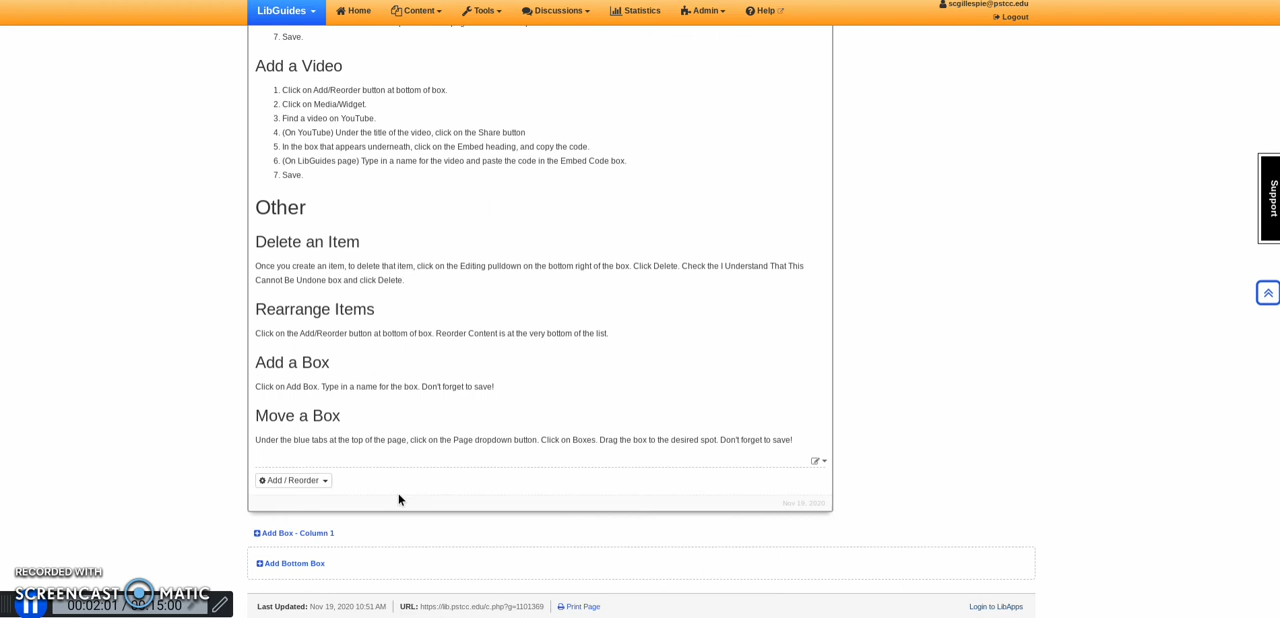 LibGuides
Home
Content
Tools
Discussions
Statistics
Admin
Help
scgillespie@pstcc.edu
Logout
7. Save.
Add a Video
1. Click on Add/Reorder button at bottom of box.
2. Click on Media/Widget.
3. Find a video on YouTube.
4. (On YouTube) Under the title of the video, click on the Share button
5. In the box that appears underneath, click on the Embed heading, and copy the code.
6. (On LibGuides page) Type in a name for the video and paste the code in the Embed Code box.
7. Save.
Support
Other
Delete an Item
Once you create an item, to delete that item, click on the Editing pulldown on the bottom right of the box. Click Delete. Check the I Understand That This
Cannot Be Undone box and click Delete.
Rearrange Items
Click on the Add/Reorder button at bottom of box. Reorder Content is at the very bottom of the list.
Add a Box
Click on Add Box. Type in a name for the box. Don't forget to save!
Move a Box
Under the blue tabs at the top of the page, click on the Page dropdown button. Click on Boxes. Drag the box to the desired spot. Don't forget to save!
Add / Reorder
Nov 19, 2020
Add Box - Column 1
Add Bottom Box
RECORDED WITH
SCREENCAST MATIC
00:02:01 / 00:15:00
Last Updated: Nov 19, 2020 10:51 AM
URL: https://lib.pstcc.edu/c.php?g=1101369
Print Page
Login to LibApps